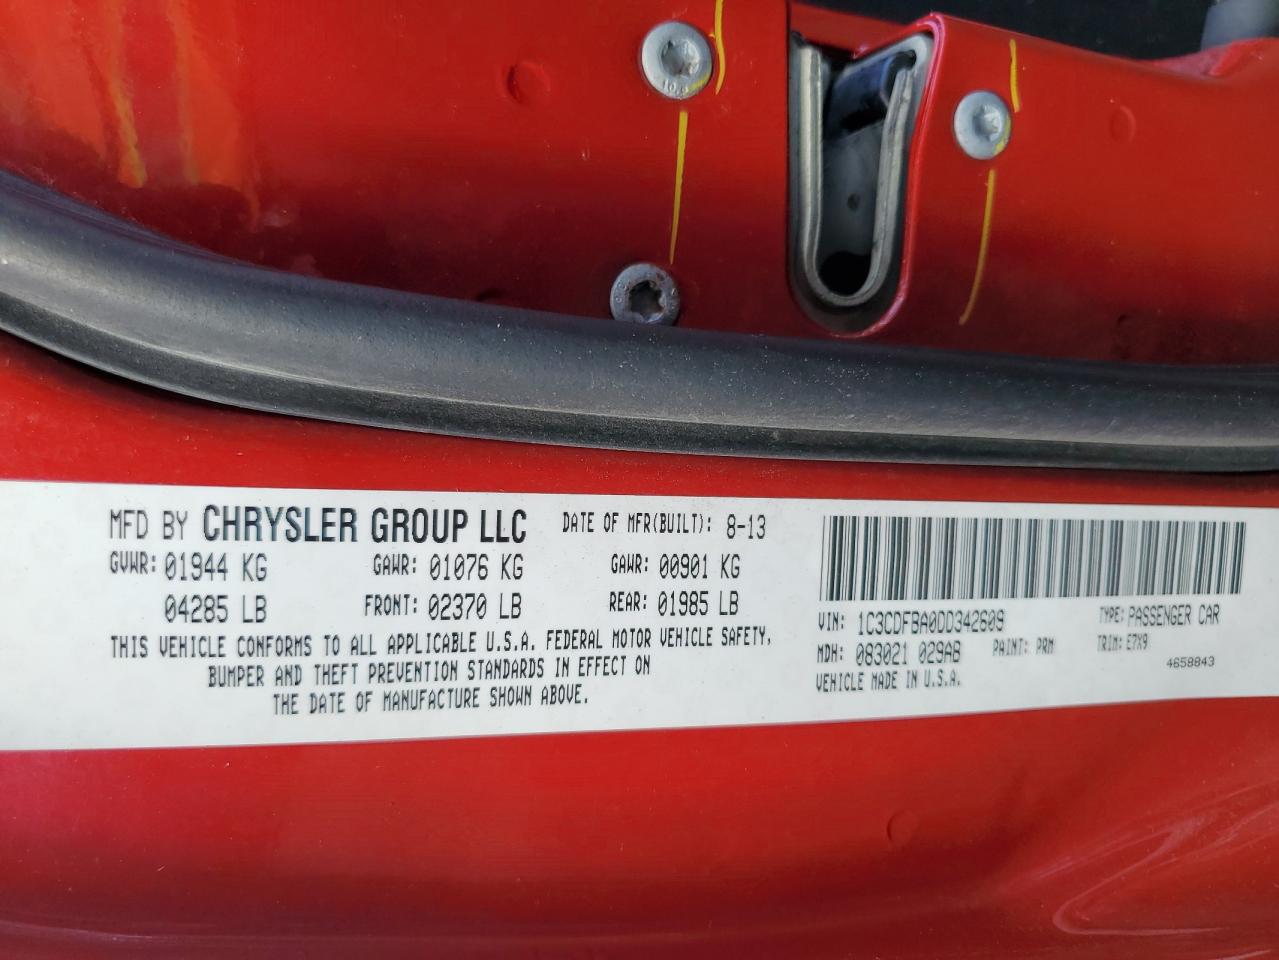 MFD BY CHRYSLER GROUP LLC DATE OF MFR(BUILT): 8-13
GVWR: 01944 KG GAWR: 01076 KG GAWR: 00901 KG
04285 LB FRONT: 02370 LB REAR: 01985 LB
THIS VEHICLE CONFORMS TO ALL APPLICABLE U.S.A. FEDERAL MOTOR VEHICLE SAFETY,
BUMPER AND THEFT PREVENTION STANDARDS IN EFFECT ON
THE DATE OF MANUFACTURE SHOWN ABOVE.
VIN: 1C3CDFBA0DD342609 TYPE: PASSENGER CAR
MDH: 083021 029AB PAINT: PRM TRIM: E7X9
VEHICLE MADE IN U.S.A. 4658843